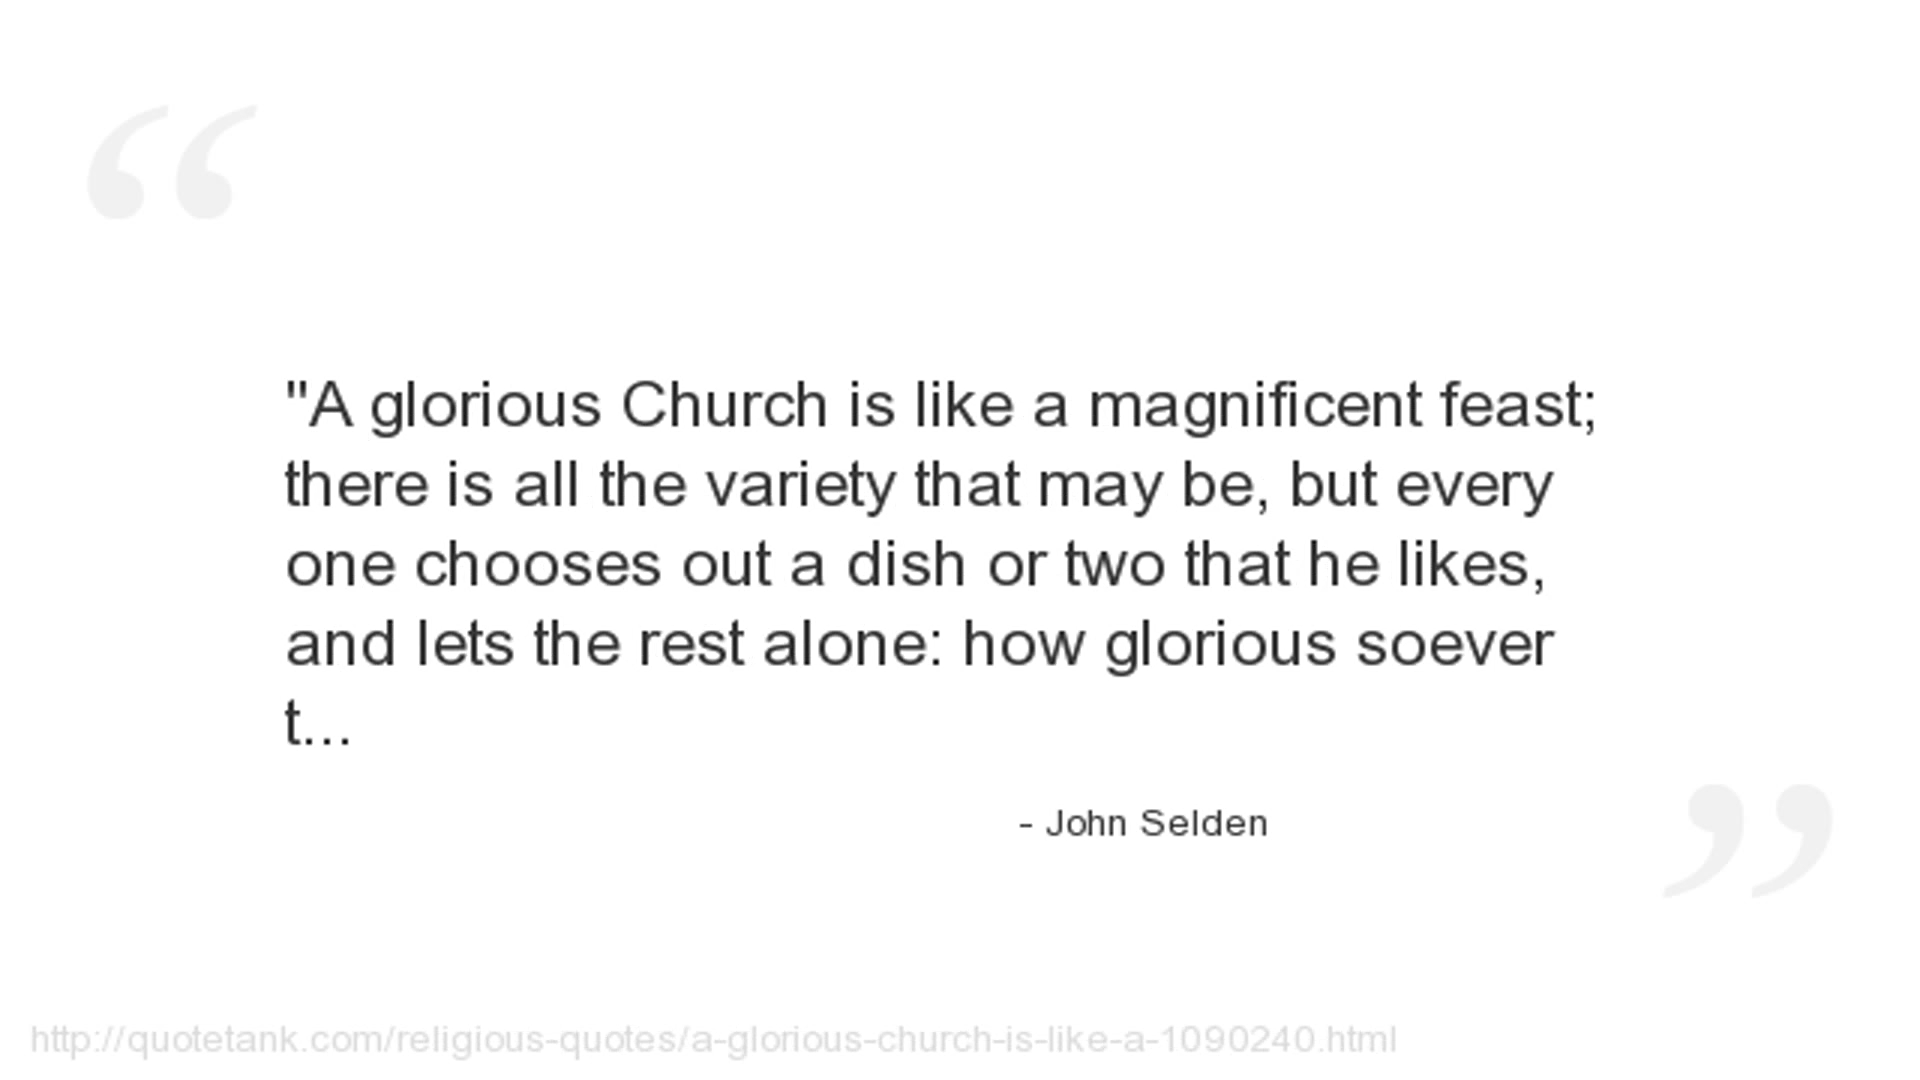 "A glorious Church is like a magnificent feast;
there is all the variety that may be, but every
one chooses out a dish or two that he likes,
and lets the rest alone: how glorious soever
t...
- John Selden
http://quotetank.com/religious-quotes/a-glorious-church-is-like-a-1090240.html